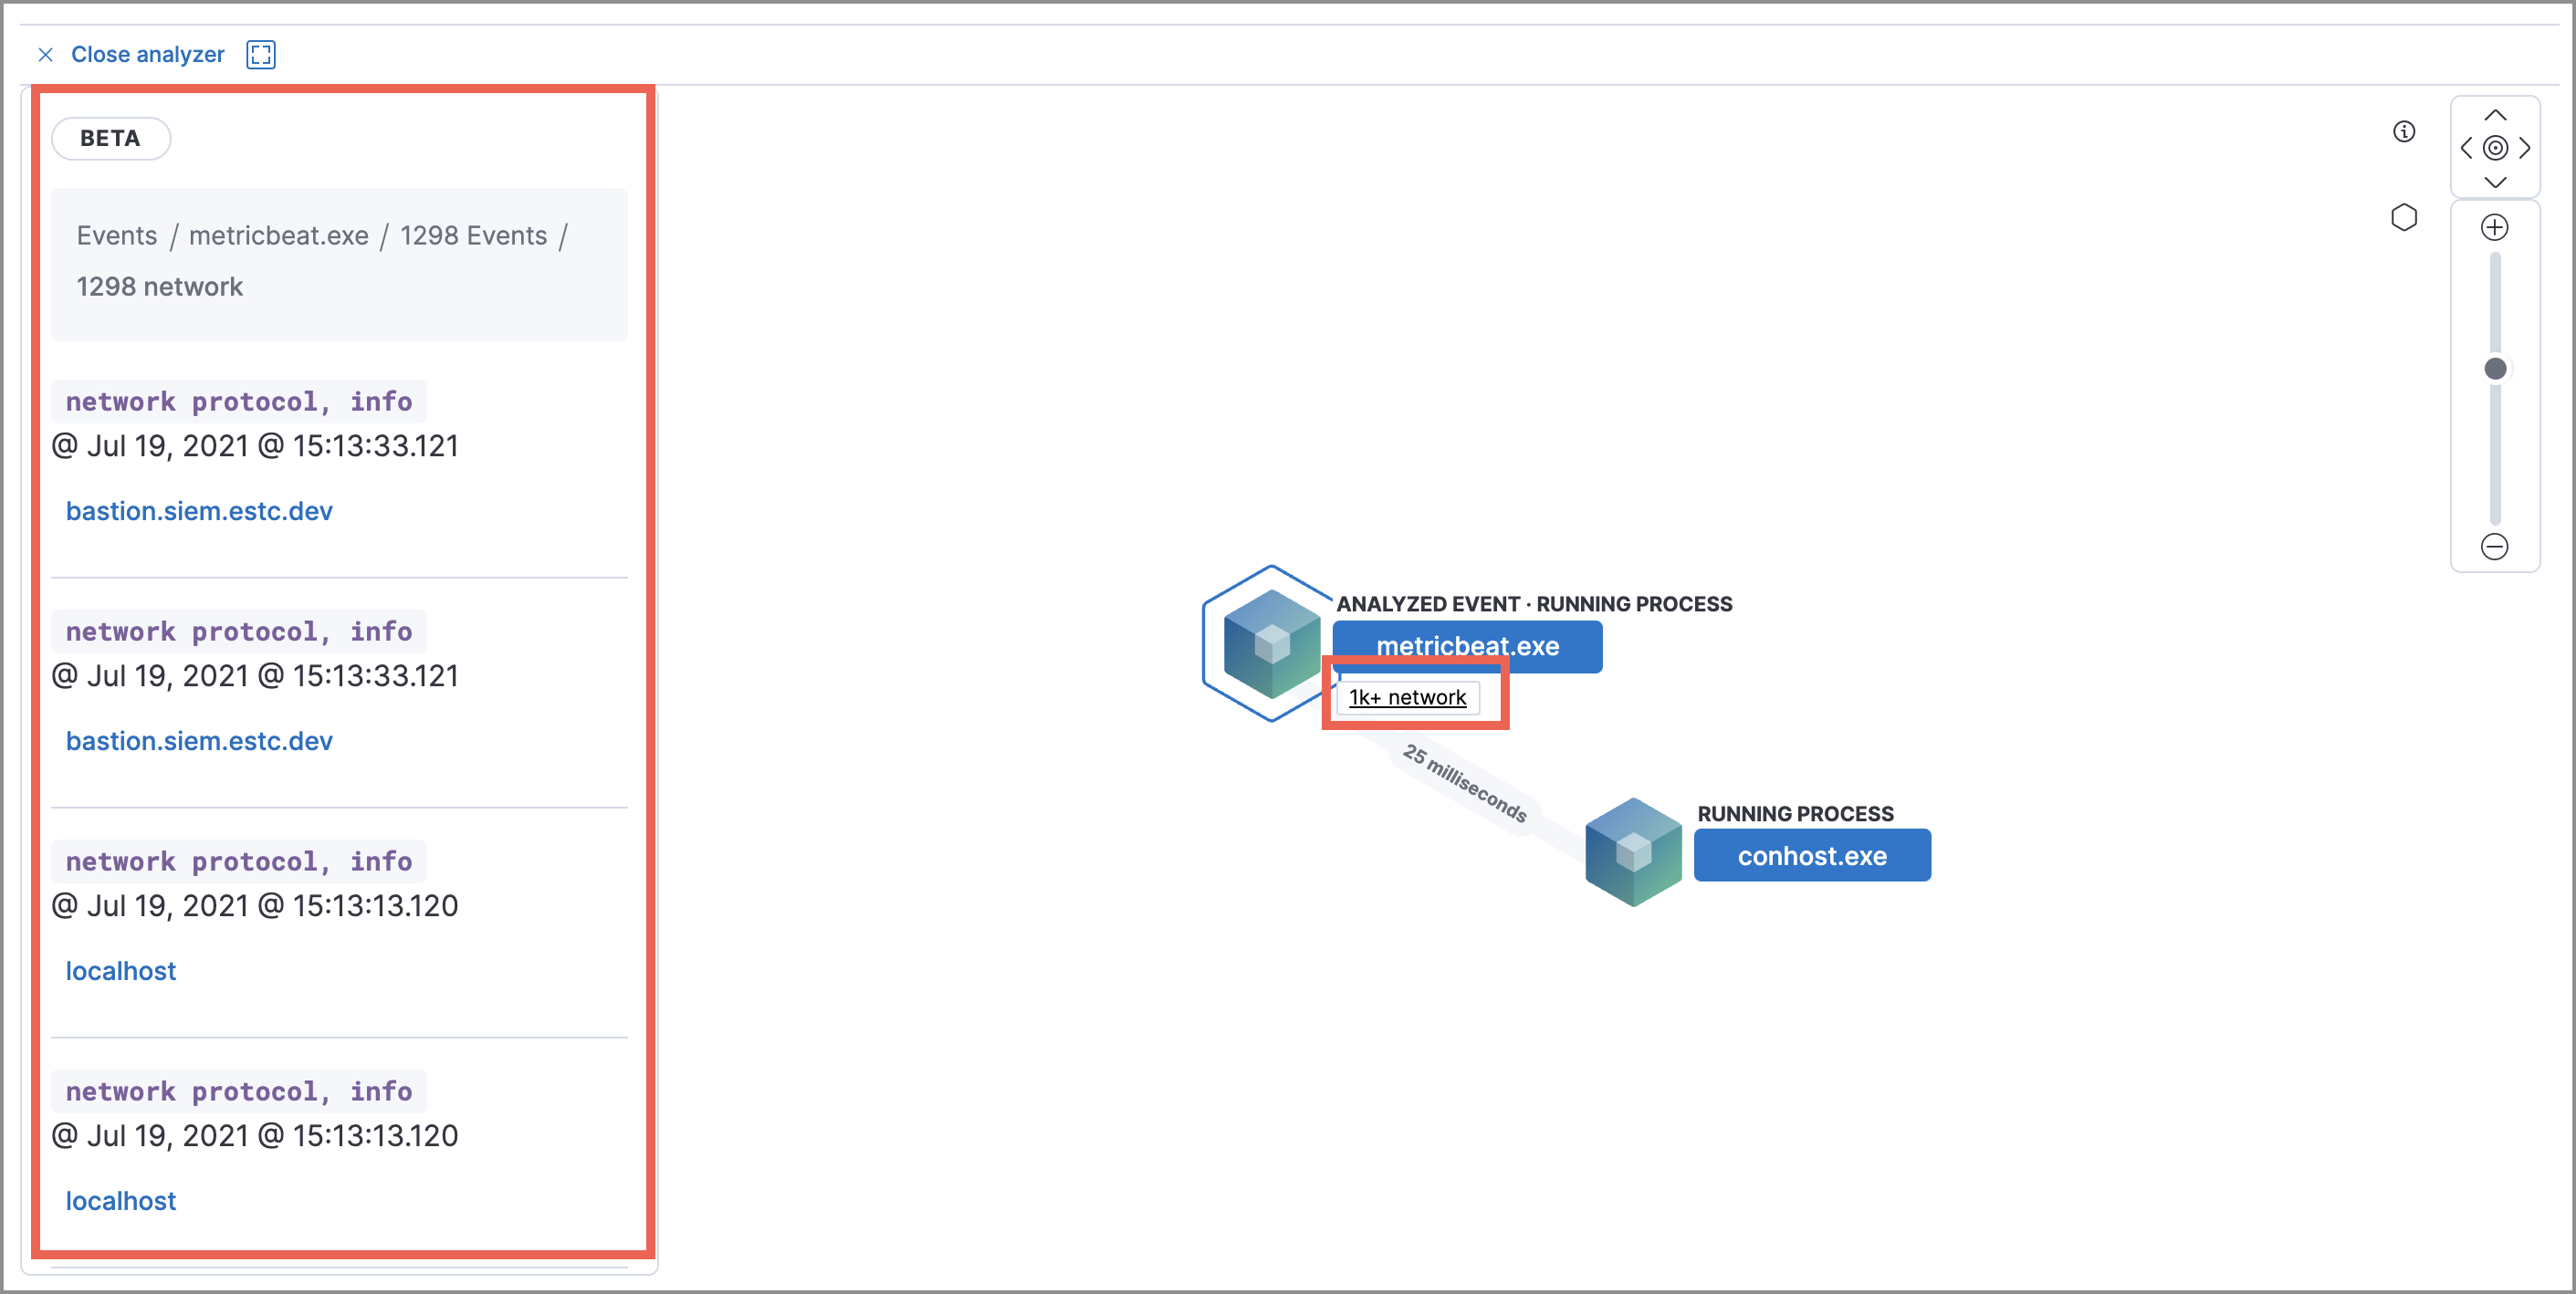 Close analyzer
BETA
Events / metricbeat.exe / 1298 Events /
1298 network
network protocol, info
@ Jul 19, 2021 @ 15:13:33.121
bastion.siem.estc.dev
network protocol, info
@ Jul 19, 2021 @ 15:13:33.121
bastion.siem.estc.dev
network protocol, info
@ Jul 19, 2021 @ 15:13:13.120
localhost
network protocol, info
@ Jul 19, 2021 @ 15:13:13.120
localhost
ANALYZED EVENT · RUNNING PROCESS
metricbeat.exe
1k+ network
25 milliseconds
RUNNING PROCESS
conhost.exe